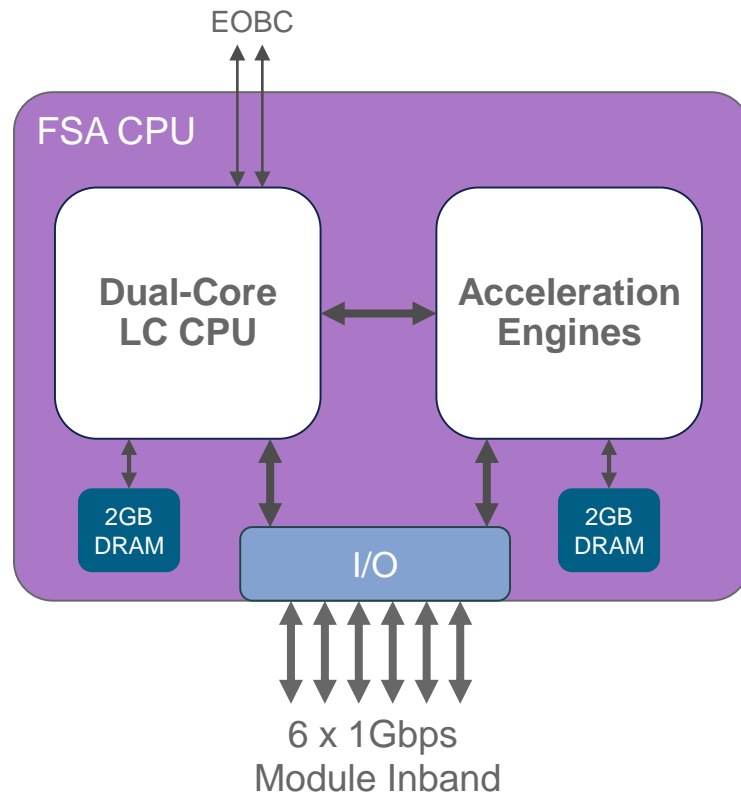 EOBC
FSA CPU
Dual-Core
LC CPU
Acceleration
Engines
2GB
DRAM
2GB
DRAM
I/O
6 x 1Gbps
Module Inband